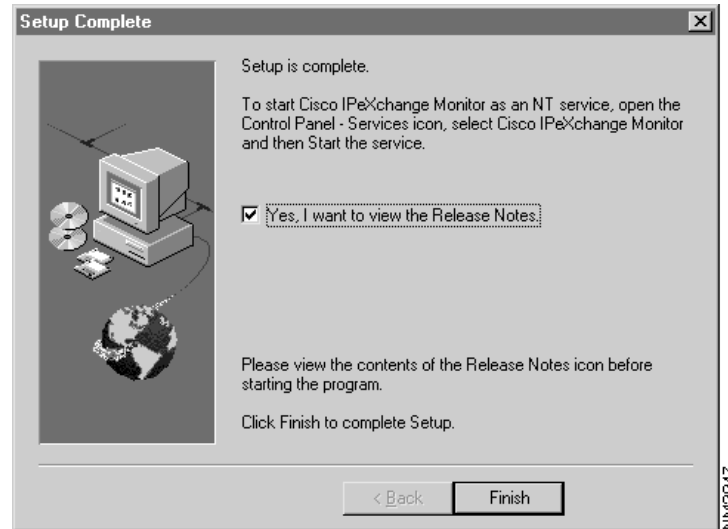 Setup Complete
Setup is complete.
To start Cisco IPeXchange Monitor as an NT service, open the
Control Panel - Services icon, select Cisco IPeXchange Monitor
and then Start the service.
Yes, I want to view the Release Notes.
Please view the contents of the Release Notes icon before
starting the program.
Click Finish to complete Setup.
< Back
Finish